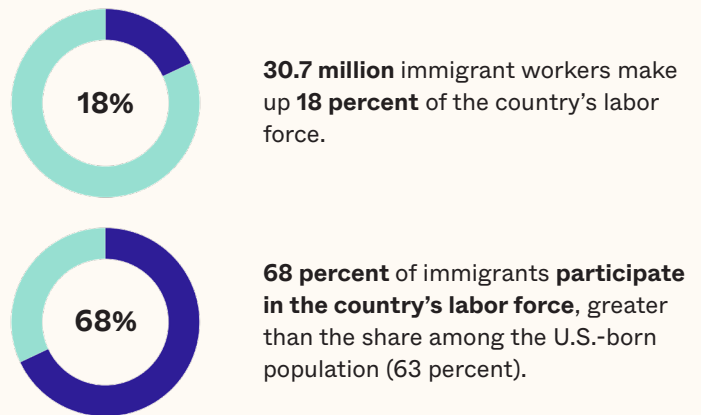 18%
30.7 million immigrant workers make
up 18 percent of the country's labor
force.
68%
68 percent of immigrants participate
in the country's labor force, greater
than the share among the U.S.-born
population (63 percent).